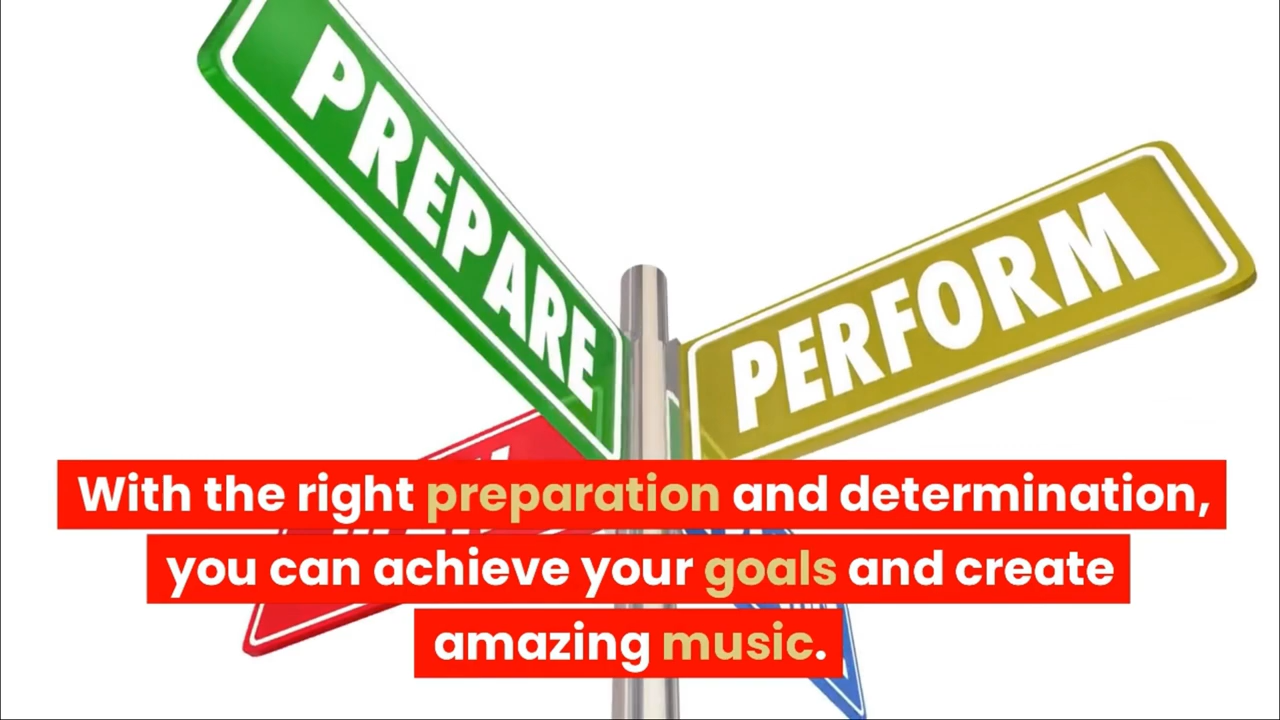 PREPARE
PERFORM
With the right preparation and determination,
you can achieve your goals and create
amazing music.